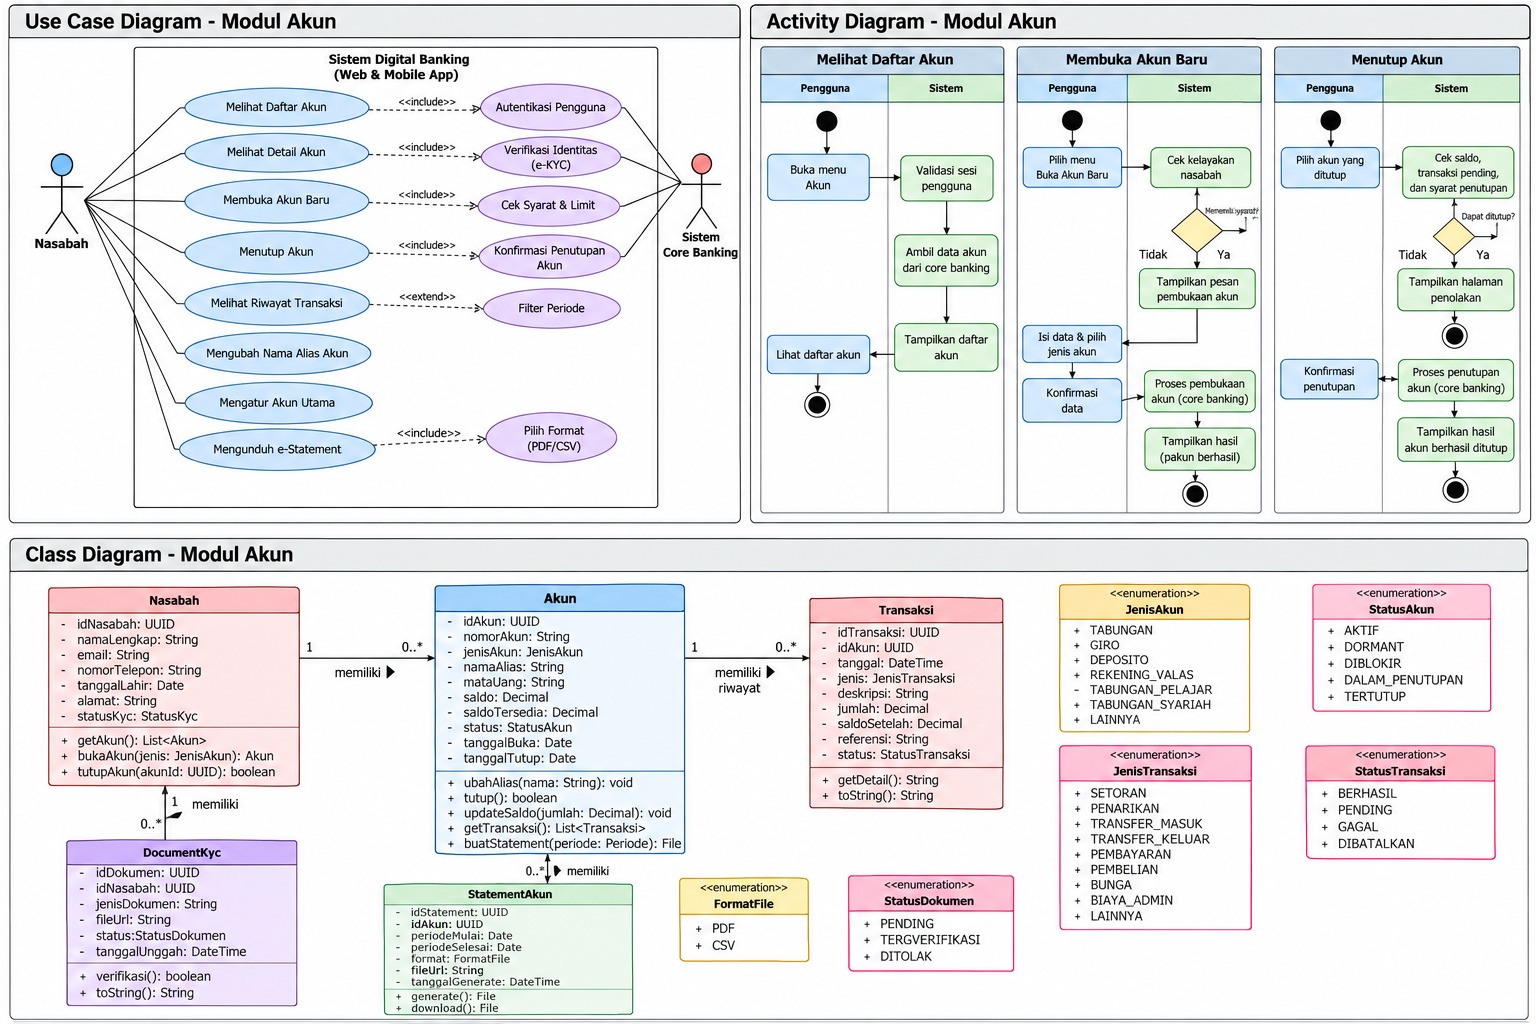 Use Case Diagram - Modul Akun
Sistem Digital Banking
(Web & Mobile App)
Nasabah
Melihat Daftar Akun
<<include>>
Autentikasi Pengguna
Melihat Detail Akun
<<include>>
Verifikasi Identitas
(e-KYC)
Membuka Akun Baru
<<include>>
Cek Syarat & Limit
Menutup Akun
<<include>>
Konfirmasi Penutupan
Akun
Melihat Riwayat Transaksi
<<extend>>
Filter Periode
Mengubah Nama Alias Akun
Mengatur Akun Utama
Mengunduh e-Statement
<<include>>
Pilih Format
(PDF/CSV)
Sistem
Core Banking
Activity Diagram - Modul Akun
Melihat Daftar Akun
Pengguna
Sistem
Buka menu
Akun
Validasi sesi
pengguna
Ambil data akun
dari core banking
Tampilkan daftar
akun
Lihat daftar akun
Membuka Akun Baru
Pengguna
Sistem
Pilih menu
Buka Akun Baru
Cek kelayakan
nasabah
Tidak
Ya
Tampilkan pesan
pembukaan akun
Isi data & pilih
jenis akun
Konfirmasi
data
Proses pembukaan
akun (core banking)
Tampilkan hasil
(pakun berhasil)
Menutup Akun
Pengguna
Sistem
Pilih akun yang
ditutup
Cek saldo,
transaksi pending,
dan syarat penutupan
Dapat ditutup?
Tidak
Ya
Tampilkan halaman
penolakan
Konfirmasi
penutupan
Proses penutupan
akun (core banking)
Tampilkan hasil
akun berhasil ditutup
Class Diagram - Modul Akun
Nasabah
- idNasabah: UUID
- namaLengkap: String
- email: String
- nomorTelepon: String
- tanggalLahir: Date
- alamat: String
- statusKyc: StatusKyc
+ getAkun(): List<Akun>
+ bukaAkun(jenis: JenisAkun): Akun
+ tutupAkun(akunId: UUID): boolean
1
0..*
memiliki
1
memiliki
0..*
DocumentKyc
- idDokumen: UUID
- idNasabah: UUID
- jenisDokumen: String
- fileUrl: String
- status:StatusDokumen
- tanggalUnggah: DateTime
+ verifikasi(): boolean
+ toString(): String
Akun
- idAkun: UUID
- nomorAkun: String
- jenisAkun: JenisAkun
- namaAlias: String
- mataUang: String
- saldo: Decimal
- saldoTersedia: Decimal
- status: StatusAkun
- tanggalBuka: Date
- tanggalTutup: Date
+ ubahAlias(nama: String): void
+ tutup(): boolean
+ updateSaldo(jumlah: Decimal): void
+ getTransaksi(): List<Transaksi>
+ buatStatement(periode: Periode): File
0..*
memiliki
StatementAkun
- idStatement: UUID
- idAkun: UUID
- periodeMulai: Date
- periodeSelesai: Date
- format: FormatFile
- fileUrl: String
- tanggalGenerate: DateTime
+ generate(): File
+ download(): File
1
0..*
memiliki
riwayat
Transaksi
- idTransaksi: UUID
- idAkun: UUID
- tanggal: DateTime
- jenis: JenisTransaksi
- deskripsi: String
- jumlah: Decimal
- saldoSetelah: Decimal
- referensi: String
- status: StatusTransaksi
+ getDetail(): String
+ toString(): String
<<enumeration>>
FormatFile
+ PDF
+ CSV
<<enumeration>>
StatusDokumen
+ PENDING
+ TERGVERIFIKASI
+ DITOLAK
<<enumeration>>
JenisAkun
+ TABUNGAN
+ GIRO
+ DEPOSITO
+ REKENING_VALAS
- TABUNGAN_PELAJAR
+ TABUNGAN_SYARIAH
+ LAINNYA
<<enumeration>>
StatusAkun
+ AKTIF
+ DORMANT
+ DIBLOKIR
+ DALAM_PENUTUPAN
+ TERTUTUP
<<enumeration>>
JenisTransaksi
+ SETORAN
+ PENARIKAN
+ TRANSFER_MASUK
+ TRANSFER_KELUAR
+ PEMBAYARAN
+ PEMBELIAN
+ BUNGA
+ BIAYA_ADMIN
+ LAINNYA
<<enumeration>>
StatusTransaksi
+ BERHASIL
+ PENDING
+ GAGAL
+ DIBATALKAN